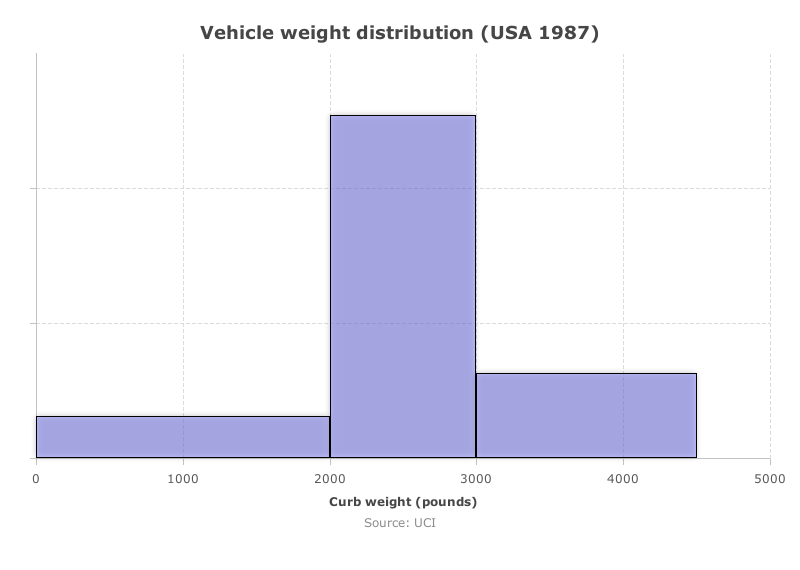 Vehicle weight distribution (USA 1987)
0 1000 2000 3000 4000 5000
Curb weight (pounds)
Source: UCI